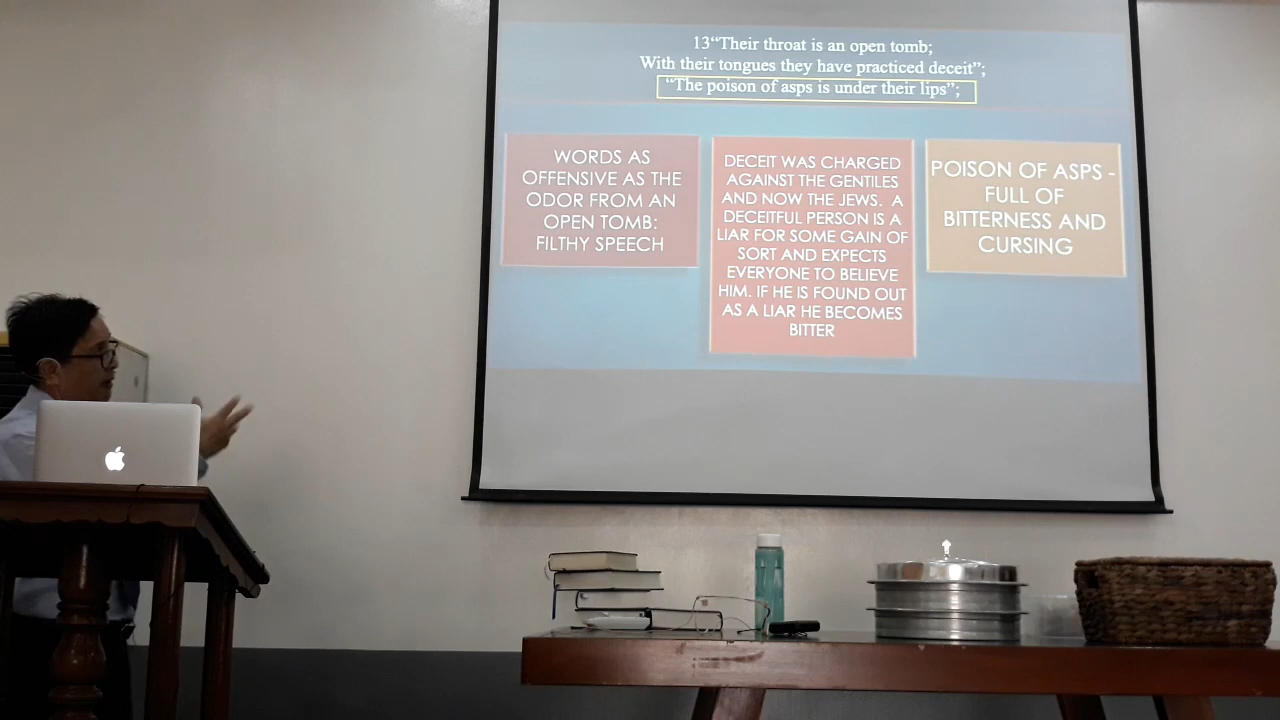 13“Their throat is an open tomb;
With their tongues they have practiced deceit”;
“The poison of asps is under their lips”;
WORDS AS
OFFENSIVE AS THE
ODOR FROM AN
OPEN TOMB:
FILTHY SPEECH
DECEIT WAS CHARGED
AGAINST THE GENTILES
AND NOW THE JEWS.  A
DECEITFUL PERSON IS A
LIAR FOR SOME GAIN OF
SORT AND EXPECTS
EVERYONE TO BELIEVE
HIM. IF HE IS FOUND OUT
AS A LIAR HE BECOMES
BITTER
POISON OF ASPS -
FULL OF
BITTERNESS AND
CURSING